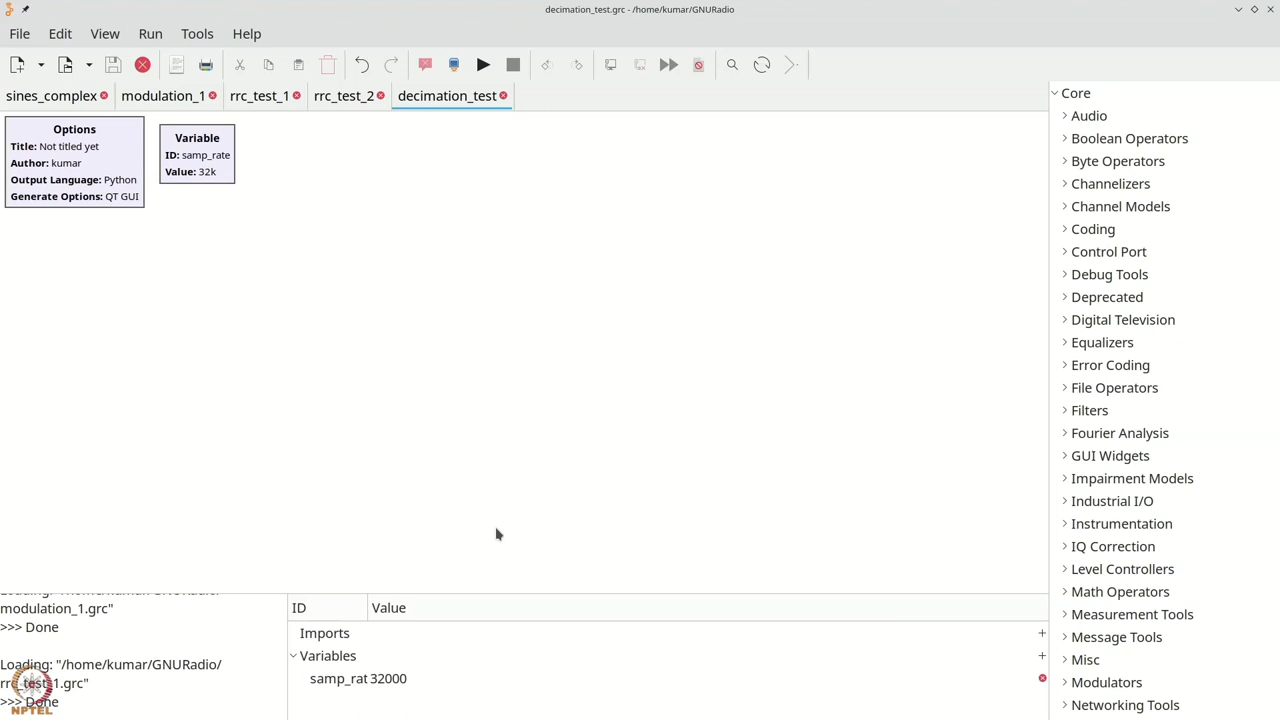 decimation_test.grc - /home/kumar/GNURadio
File Edit View Run Tools Help
sines_complex modulation_1 rrc_test_1 rrc_test_2 decimation_test
Options
Title: Not titled yet
Author: kumar
Output Language: Python
Generate Options: QT GUI
Variable
ID: samp_rate
Value: 32k
modulation_1.grc"
>>> Done
Loading: "/home/kumar/GNURadio/
rrc_test_1.grc"
>>> Done
NPTEL
ID Value
Imports
Variables
samp_rat 32000
Core
Audio
Boolean Operators
Byte Operators
Channelizers
Channel Models
Coding
Control Port
Debug Tools
Deprecated
Digital Television
Equalizers
Error Coding
File Operators
Filters
Fourier Analysis
GUI Widgets
Impairment Models
Industrial I/O
Instrumentation
IQ Correction
Level Controllers
Math Operators
Measurement Tools
Message Tools
Misc
Modulators
Networking Tools